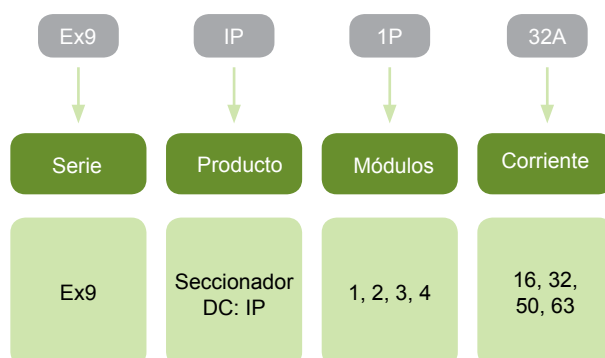 Ex9 IP 1P 32A
Serie Producto Módulos Corriente
Ex9
Seccionador
DC: IP
1, 2, 3, 4
16, 32,
50, 63